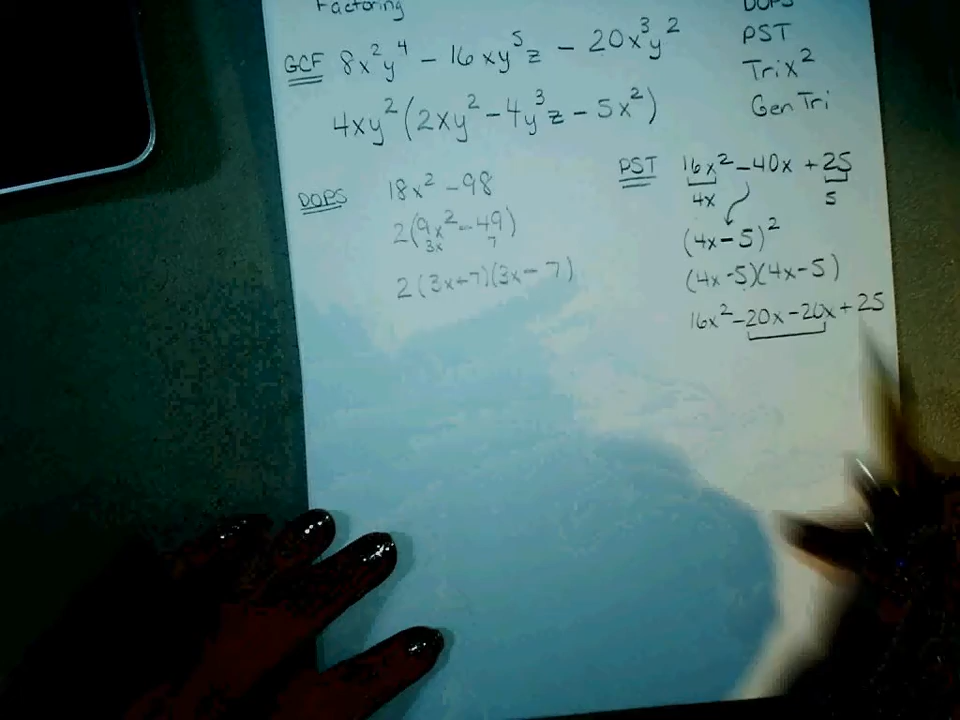 Factoring
DOPS
PST
Trix²
GenTri
GCF 8x²y⁴ - 16xy⁵z - 20x³y²
4xy²(2xy² - 4y³z - 5x²)
DOPS 18x² - 98
2(9x² - 49)
3x 7
2(3x+7)(3x-7)
PST 16x² - 40x + 25
4x 5
(4x - 5)²
(4x-5)(4x-5)
16x² - 20x - 20x + 25